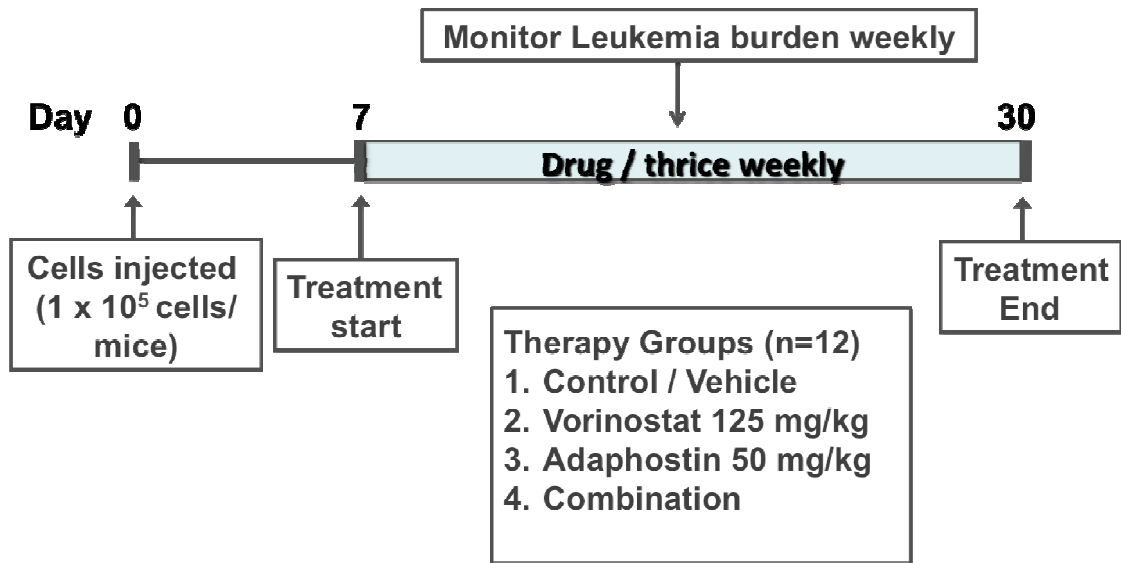 Monitor Leukemia burden weekly
Day 0 7 30
Drug / thrice weekly
Cells injected
(1 x 10⁵ cells/
mice)
Treatment
start
Treatment
End
Therapy Groups (n=12)
1. Control / Vehicle
2. Vorinostat 125 mg/kg
3. Adaphostin 50 mg/kg
4. Combination